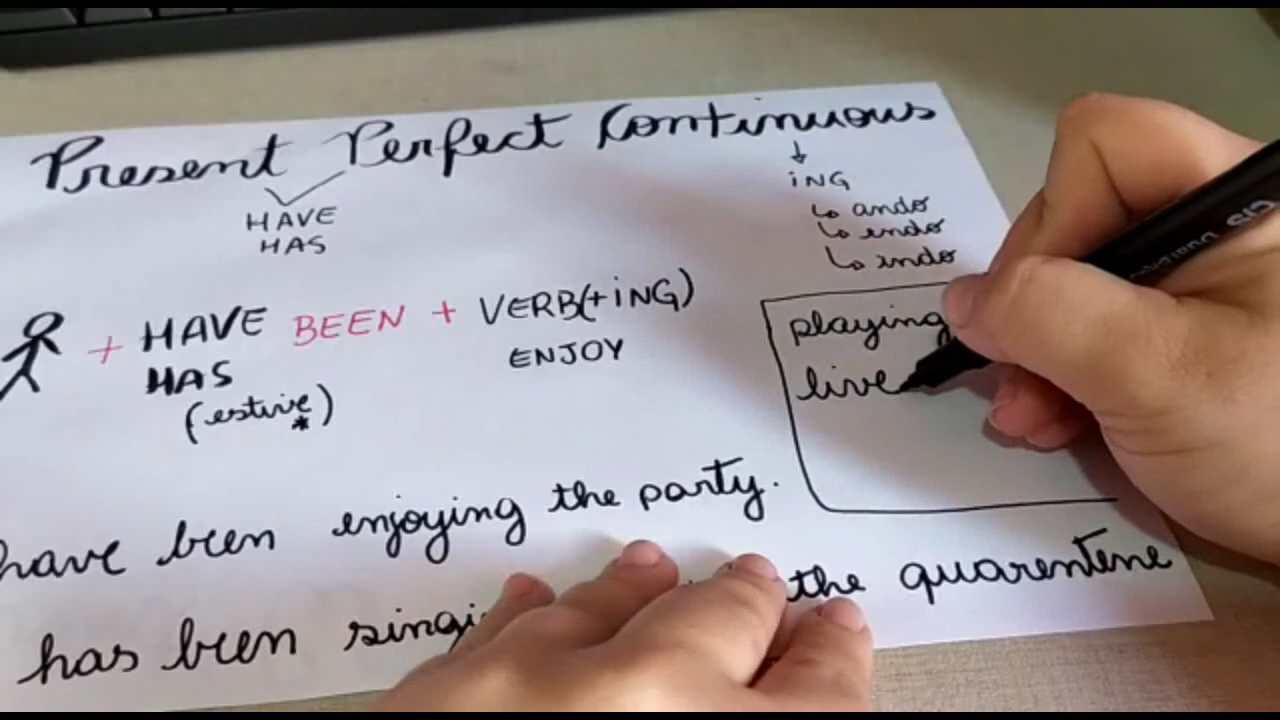 Present Perfect Continuous
HAVE
HAS
ING
ando
endo
indo
+ HAVE BEEN + VERB(+ING)
HAS
ENJOY
(estive*)
playing
live
have been enjoying the party.
has been singi the quarentene